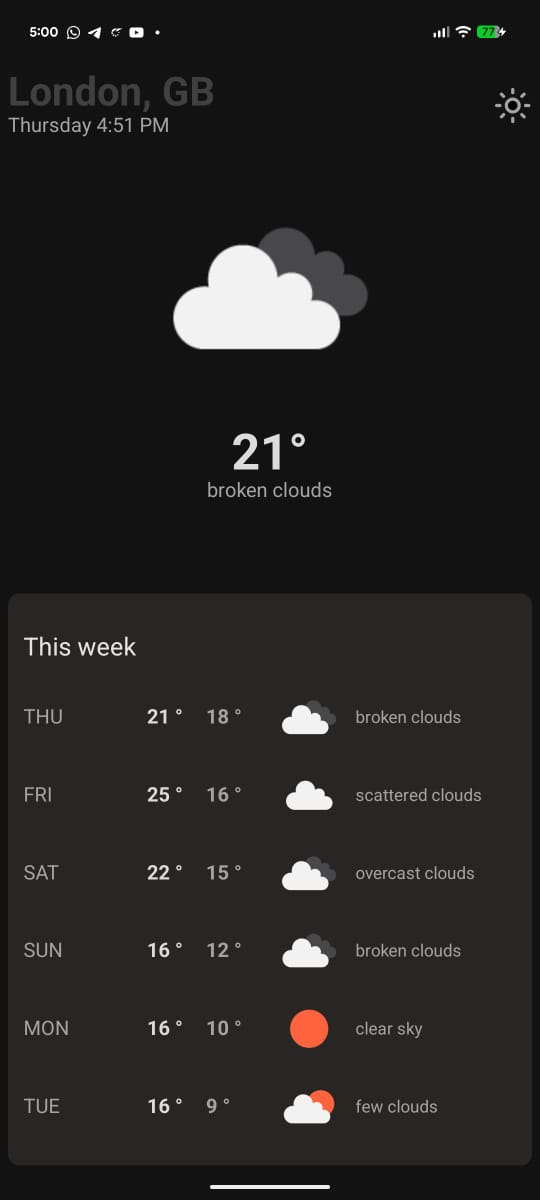 5:00
77
London, GB
Thursday 4:51 PM
21°
broken clouds
This week
THU 21 ° 18 ° broken clouds
FRI 25 ° 16 ° scattered clouds
SAT 22 ° 15 ° overcast clouds
SUN 16 ° 12 ° broken clouds
MON 16 ° 10 ° clear sky
TUE 16 ° 9 ° few clouds